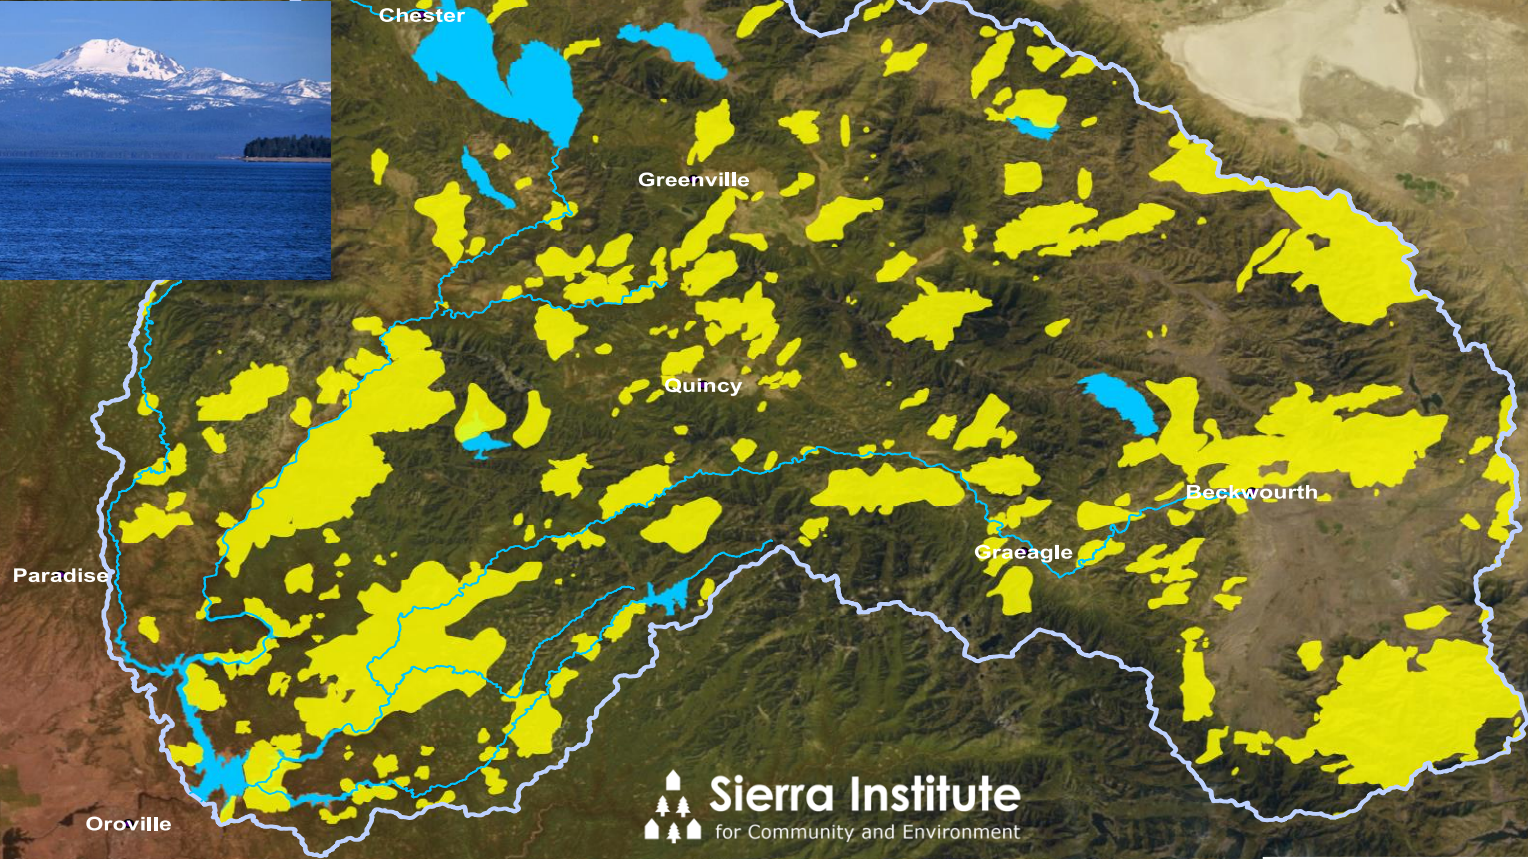 Chester
Greenville
Quincy
Beckwourth
Graeagle
Paradise
Oroville
Sierra Institute
for Community and Environment